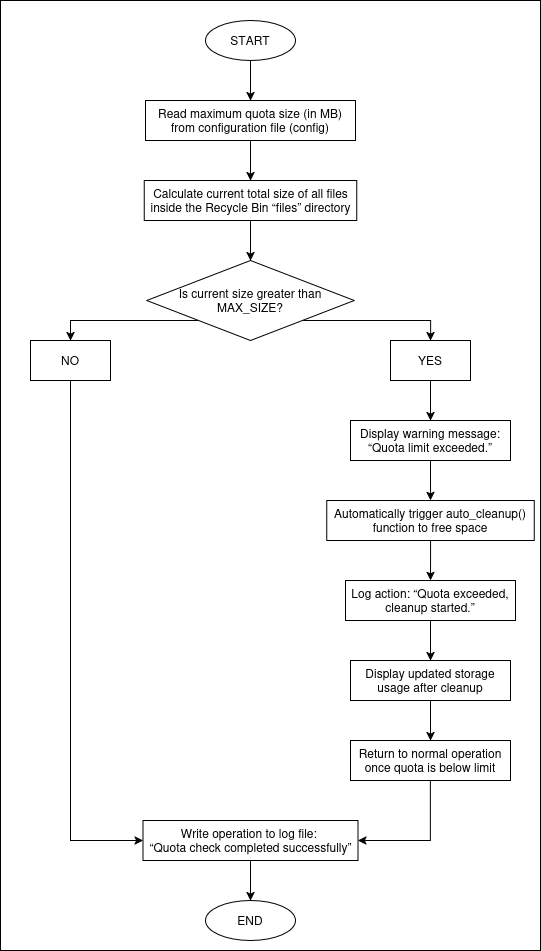 START
Read maximum quota size (in MB)
from configuration file (config)
Calculate current total size of all files
inside the Recycle Bin “files” directory
Is current size greater than
MAX_SIZE?
NO
YES
Display warning message:
“Quota limit exceeded.”
Automatically trigger auto_cleanup()
function to free space
Log action: “Quota exceeded,
cleanup started.”
Display updated storage
usage after cleanup
Return to normal operation
once quota is below limit
Write operation to log file:
“Quota check completed successfully”
END